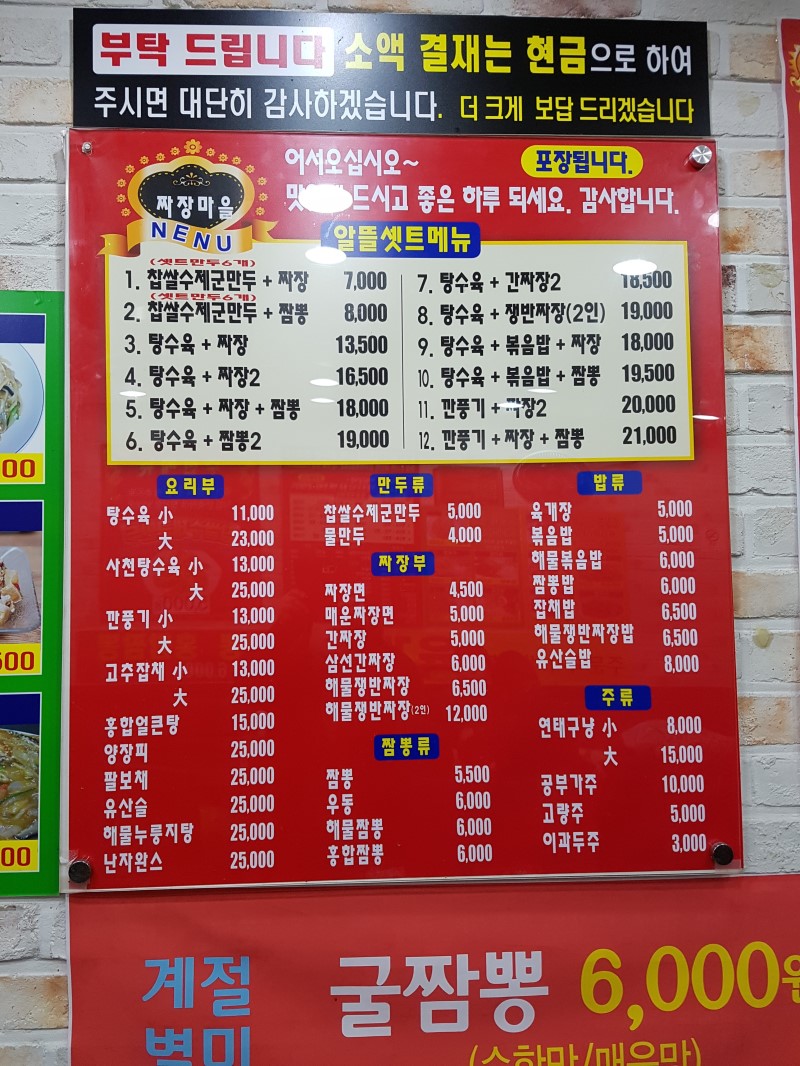 부탁 드립니다 소액 결재는 현금으로 하여
주시면 대단히 감사하겠습니다. 더 크게 보답 드리겠습니다
어서오십시오~
포장됩니다.
드시고 좋은 하루 되세요. 감사합니다.
짜장마을
NENU
알뜰셋트메뉴
(셋트만두6개)
1. 찹쌀수제군만두 + 짜장 7,000
(셋트만두6개)
2. 찹쌀수제군만두 + 짬뽕 8,000
3. 탕수육 + 짜장 13,500
4. 탕수육 + 짜장2 16,500
5. 탕수육 + 짜장 + 짬뽕 18,000
6. 탕수육 + 짬뽕2 19,000
7. 탕수육 + 간짜장2 18,500
8. 탕수육 + 쟁반짜장(2인) 19,000
9. 탕수육 + 볶음밥 + 짜장 18,000
10. 탕수육 + 볶음밥 + 짬뽕 19,500
11. 깐풍기 + 짜장2 20,000
12. 깐풍기 + 짜장 + 짬뽕 21,000
요리부
탕수육 小 11,000
大 23,000
사천탕수육 小 13,000
大 25,000
깐풍기 小 13,000
大 25,000
고추잡채 小 13,000
大 25,000
홍합얼큰탕 15,000
양장피 25,000
팔보채 25,000
유산슬 25,000
해물누룽지탕 25,000
난자완스 25,000
만두류
찹쌀수제군만두 5,000
물만두 4,000
짜장부
짜장면 4,500
매운짜장면 5,000
간짜장 5,000
삼선간짜장 6,000
해물쟁반짜장 6,500
해물쟁반짜장(2인) 12,000
짬뽕류
짬뽕 5,500
우동 6,000
해물짬뽕 6,000
홍합짬뽕 6,000
밥류
육개장 5,000
볶음밥 5,000
해물볶음밥 6,000
짬뽕밥 6,000
잡채밥 6,500
해물쟁반짜장밥 6,500
유산슬밥 8,000
주류
연태구냥 小 8,000
大 15,000
공부가주 10,000
고량주 5,000
이과두주 3,000
00
500
00
계절
별미
굴짬뽕 6,000원
(순한맛/매운맛)